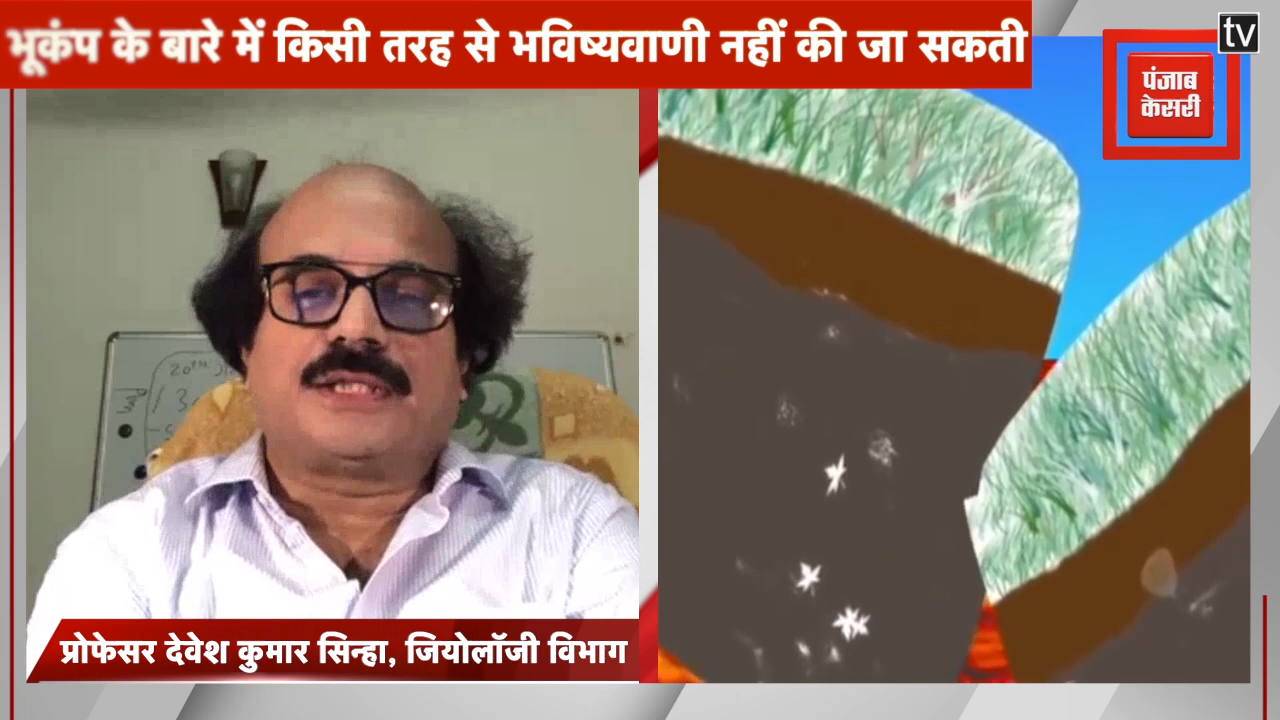 भूकंप के बारे में किसी तरह से भविष्यवाणी नहीं की जा सकती
tv
पंजाब
केसरी
प्रोफेसर देवेश कुमार सिन्हा, जियोलॉजी विभाग